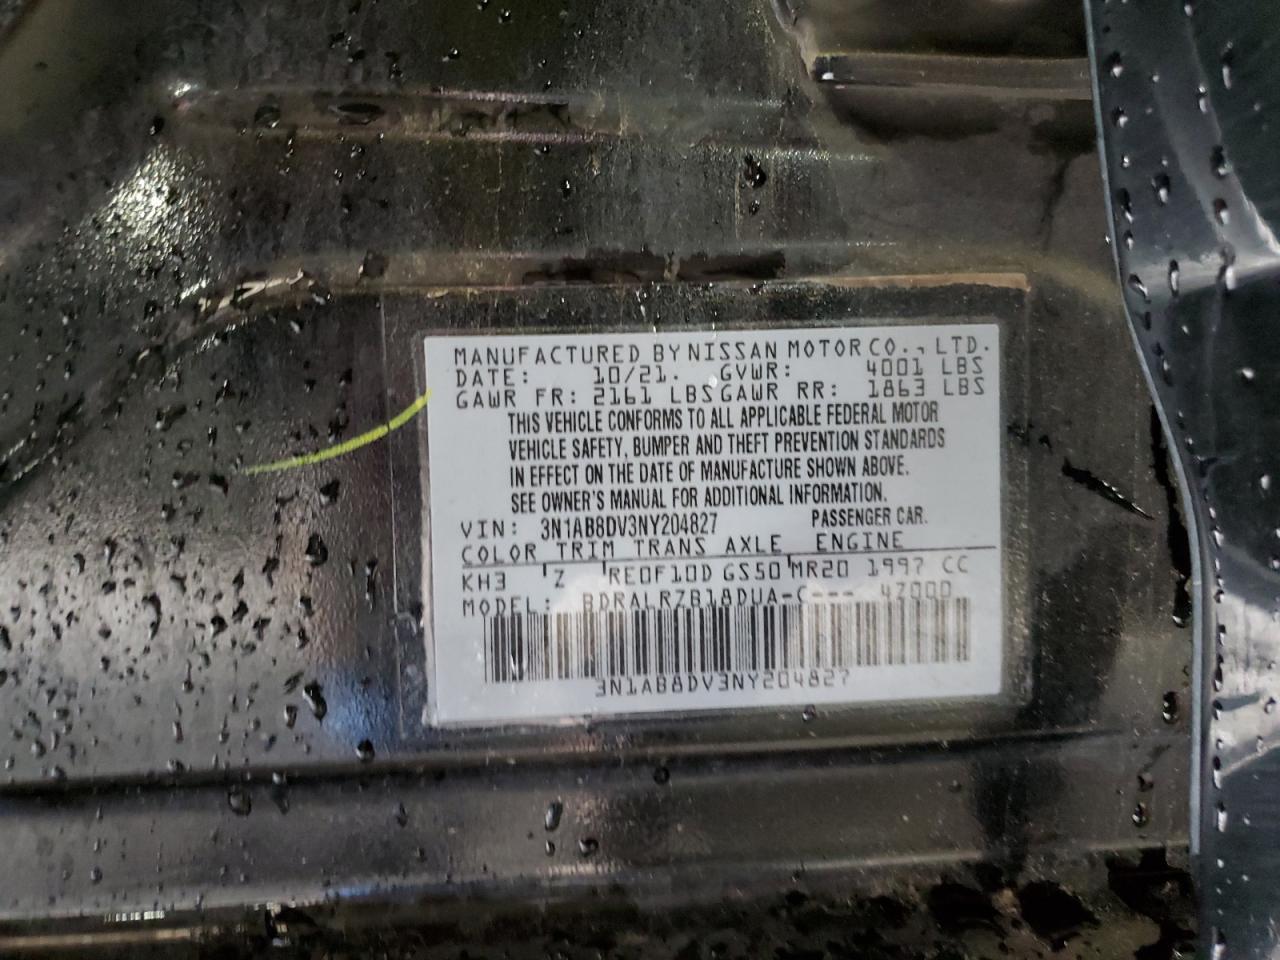 MANUFACTURED BY NISSAN MOTOR CO., LTD.
DATE: 10/21. GVWR: 4001 LBS
GAWR FR: 2161 LBS GAWR RR: 1863 LBS
THIS VEHICLE CONFORMS TO ALL APPLICABLE FEDERAL MOTOR
VEHICLE SAFETY, BUMPER AND THEFT PREVENTION STANDARDS
IN EFFECT ON THE DATE OF MANUFACTURE SHOWN ABOVE.
SEE OWNER'S MANUAL FOR ADDITIONAL INFORMATION.
VIN: 3N1AB8DV3NY204827 PASSENGER CAR.
COLOR TRIM TRANS AXLE ENGINE
KH3 Z RE0F10D GS50 MR20 1997 CC
MODEL: BDRALRZB18DUA-C--- 47000
3N1AB8DV3NY204827